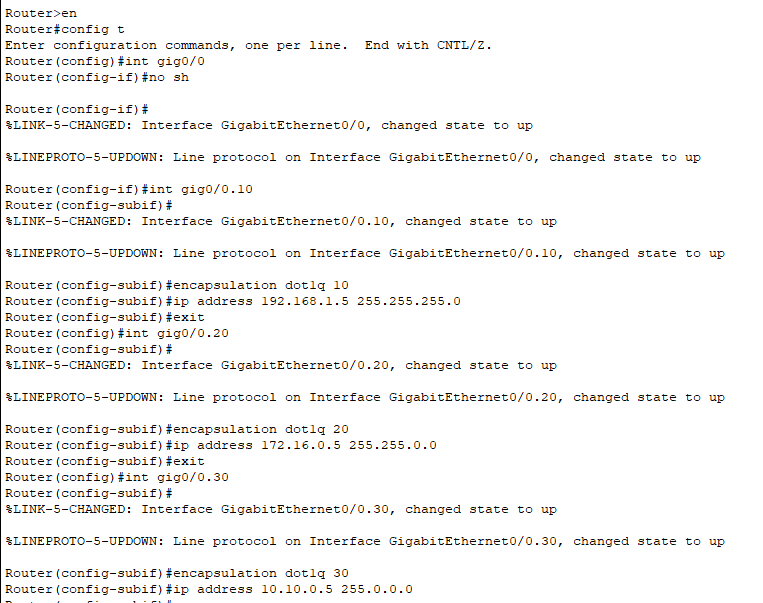 Router>en
Router#config t
Enter configuration commands, one per line.  End with CNTL/Z.
Router(config)#int gig0/0
Router(config-if)#no sh
Router(config-if)#
%LINK-5-CHANGED: Interface GigabitEthernet0/0, changed state to up
%LINEPROTO-5-UPDOWN: Line protocol on Interface GigabitEthernet0/0, changed state to up
Router(config-if)#int gig0/0.10
Router(config-subif)#
%LINK-5-CHANGED: Interface GigabitEthernet0/0.10, changed state to up
%LINEPROTO-5-UPDOWN: Line protocol on Interface GigabitEthernet0/0.10, changed state to up
Router(config-subif)#encapsulation dot1q 10
Router(config-subif)#ip address 192.168.1.5 255.255.255.0
Router(config-subif)#exit
Router(config)#int gig0/0.20
Router(config-subif)#
%LINK-5-CHANGED: Interface GigabitEthernet0/0.20, changed state to up
%LINEPROTO-5-UPDOWN: Line protocol on Interface GigabitEthernet0/0.20, changed state to up
Router(config-subif)#encapsulation dot1q 20
Router(config-subif)#ip address 172.16.0.5 255.255.0.0
Router(config-subif)#exit
Router(config)#int gig0/0.30
Router(config-subif)#
%LINK-5-CHANGED: Interface GigabitEthernet0/0.30, changed state to up
%LINEPROTO-5-UPDOWN: Line protocol on Interface GigabitEthernet0/0.30, changed state to up
Router(config-subif)#encapsulation dot1q 30
Router(config-subif)#ip address 10.10.0.5 255.0.0.0